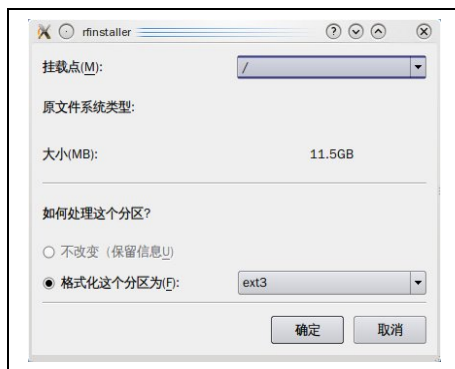 rfinstaller
挂载点(M): /
原文件系统类型:
大小(MB): 11.5GB
如何处理这个分区?
不改变（保留信息U)
格式化这个分区为(F): ext3
确定 取消